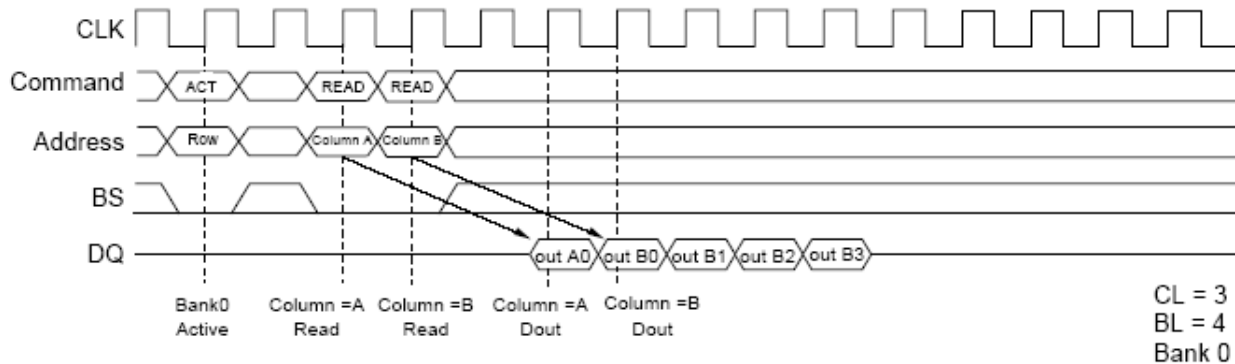 CLK
Command ACT READ READ
Address Row Column A Column B
BS
DQ out A0 out B0 out B1 out B2 out B3
Bank0 Column =A Column =B Column =A Column =B
Active Read Read Dout Dout
CL = 3
BL = 4
Bank 0